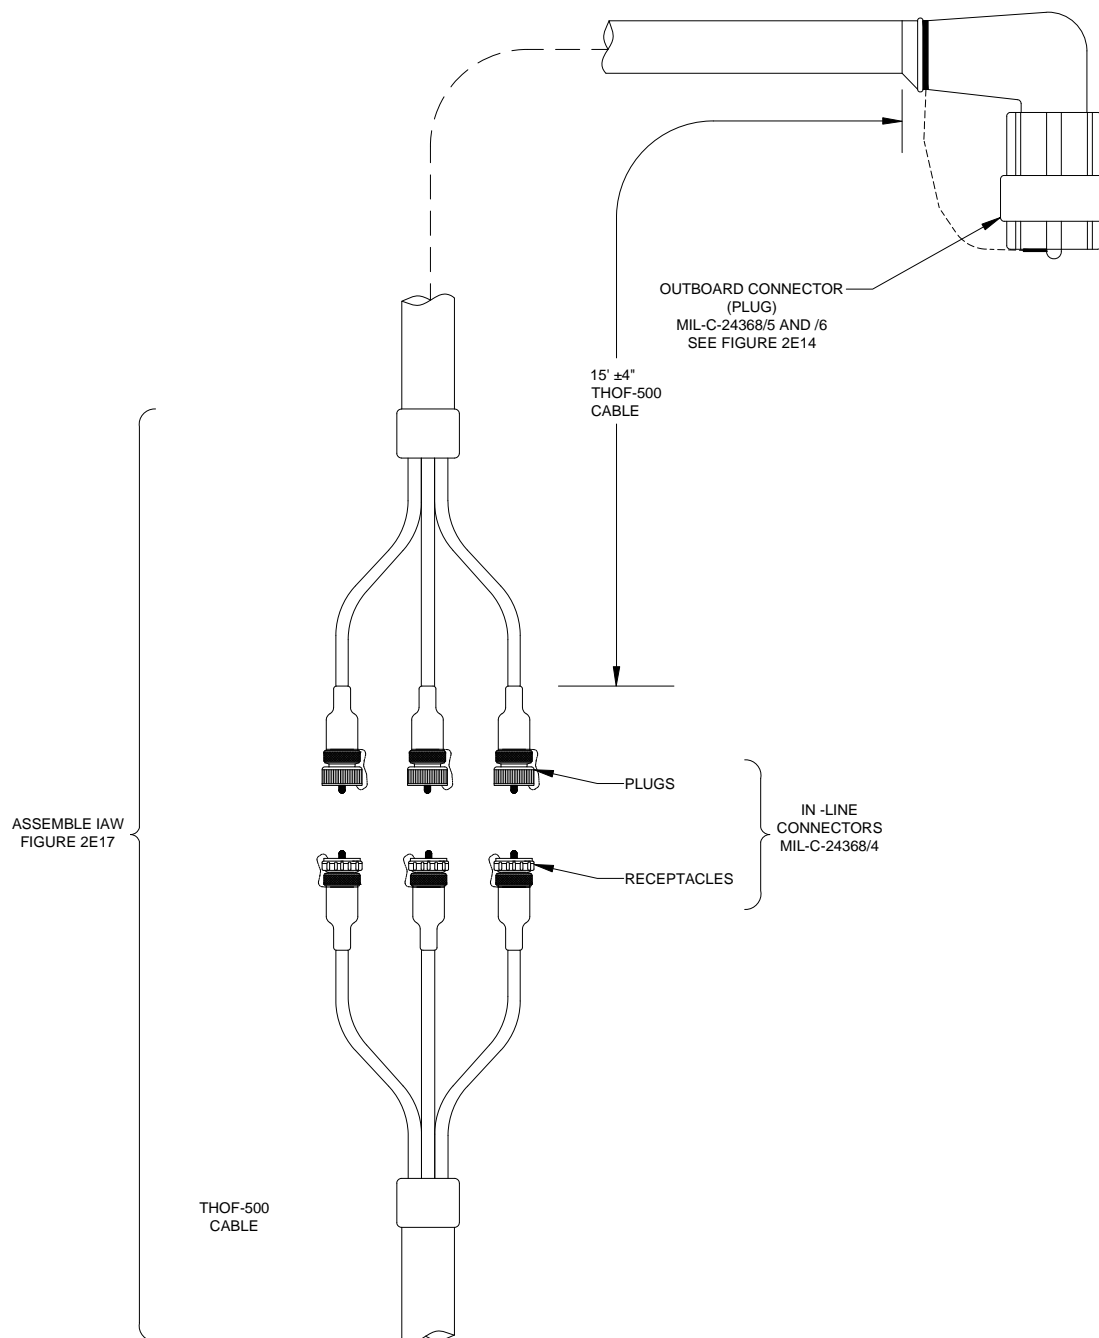 OUTBOARD CONNECTOR
(PLUG)
MIL-C-24368/5 AND /6
SEE FIGURE 2E14
15' ±4"
THOF-500
CABLE
PLUGS
IN -LINE
CONNECTORS
MIL-C-24368/4
ASSEMBLE IAW
FIGURE 2E17
RECEPTACLES
THOF-500
CABLE